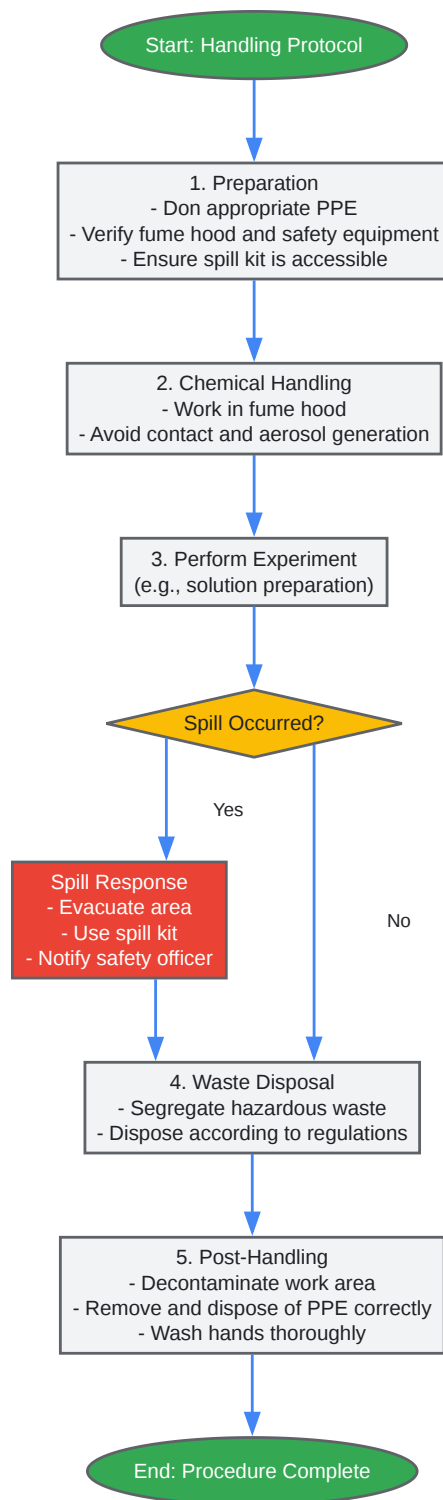 Start: Handling Protocol
1. Preparation
- Don appropriate PPE
- Verify fume hood and safety equipment
- Ensure spill kit is accessible
2. Chemical Handling
- Work in fume hood
- Avoid contact and aerosol generation
3. Perform Experiment
(e.g., solution preparation)
Spill Occurred?
Yes
Spill Response
- Evacuate area
- Use spill kit
- Notify safety officer
No
4. Waste Disposal
- Segregate hazardous waste
- Dispose according to regulations
5. Post-Handling
- Decontaminate work area
- Remove and dispose of PPE correctly
- Wash hands thoroughly
End: Procedure Complete